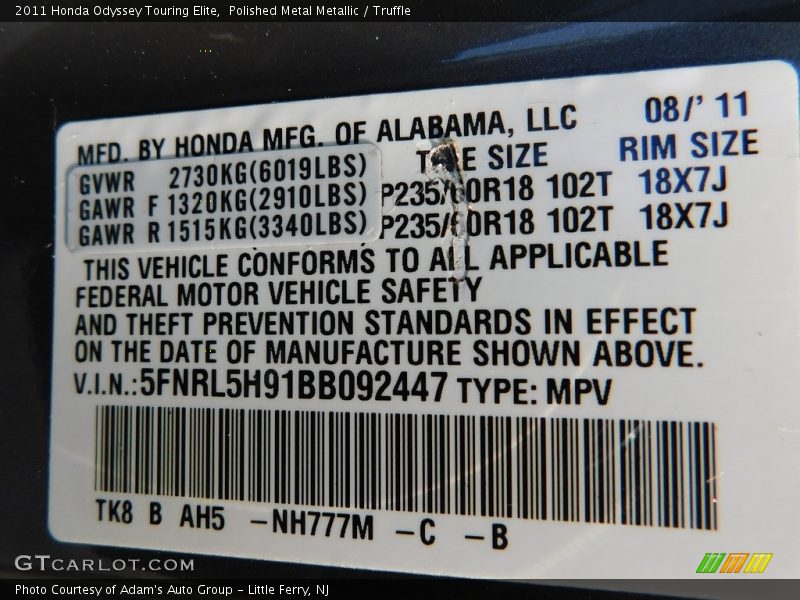 2011 Honda Odyssey Touring Elite, Polished Metal Metallic / Truffle
MFD. BY HONDA MFG. OF ALABAMA, LLC 08/' 11
GVWR 2730KG(6019LBS) SIZE RIM SIZE
GAWR F 1320KG(2910LBS) P235/60R18 102T 18X7J
GAWR R 1515KG(3340LBS) P235/60R18 102T 18X7J
THIS VEHICLE CONFORMS TO ALL APPLICABLE
FEDERAL MOTOR VEHICLE SAFETY
AND THEFT PREVENTION STANDARDS IN EFFECT
ON THE DATE OF MANUFACTURE SHOWN ABOVE.
V.I.N.:5FNRL5H91BB092447 TYPE: MPV
TK8 B AH5 -NH777M -C -B
GTCARLOT.COM
Photo Courtesy of Adam's Auto Group - Little Ferry, NJ